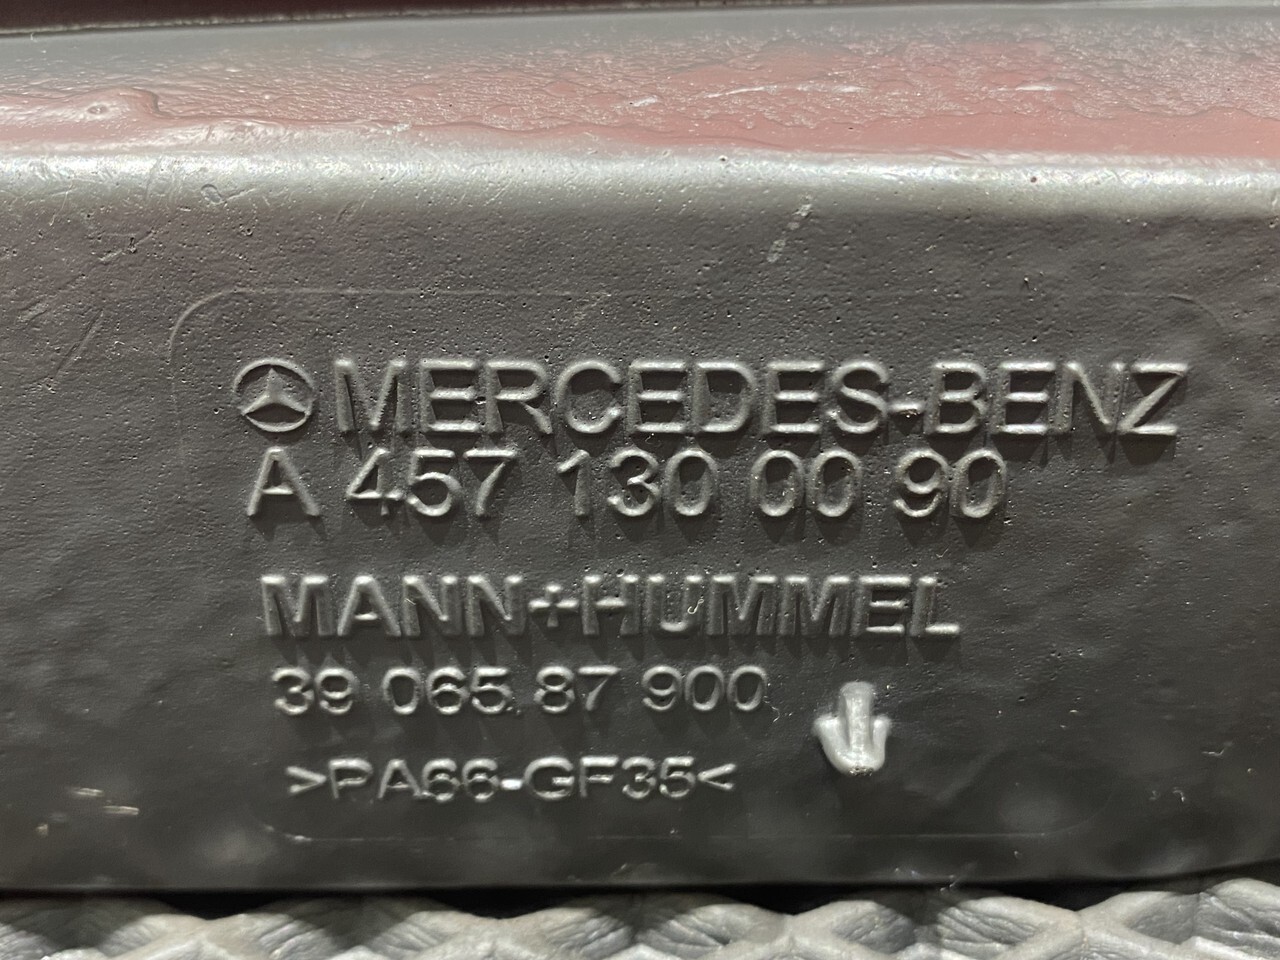 MERCEDES-BENZ
A 457 130 00 90
MANN+HUMMEL
39 065 87 900
>PA66-GF35<